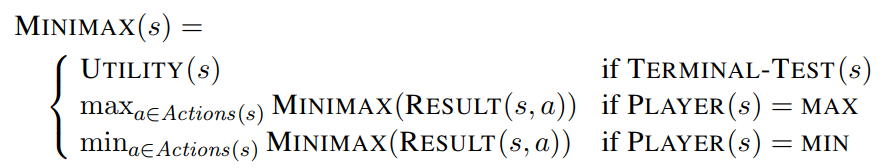 MINIMAX(s) =
UTILITY(s) if TERMINAL-TEST(s)
max_{a∈Actions(s)} MINIMAX(RESULT(s, a)) if PLAYER(s) = MAX
min_{a∈Actions(s)} MINIMAX(RESULT(s, a)) if PLAYER(s) = MIN